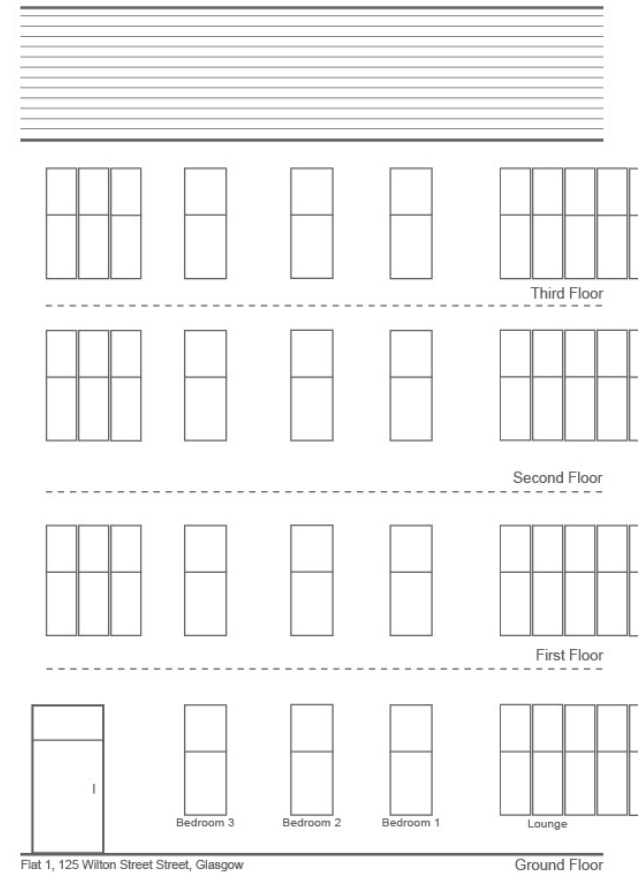 Third Floor
Second Floor
First Floor
Bedroom 3 Bedroom 2 Bedroom 1 Lounge
Flat 1, 125 Wilton Street Street, Glasgow Ground Floor